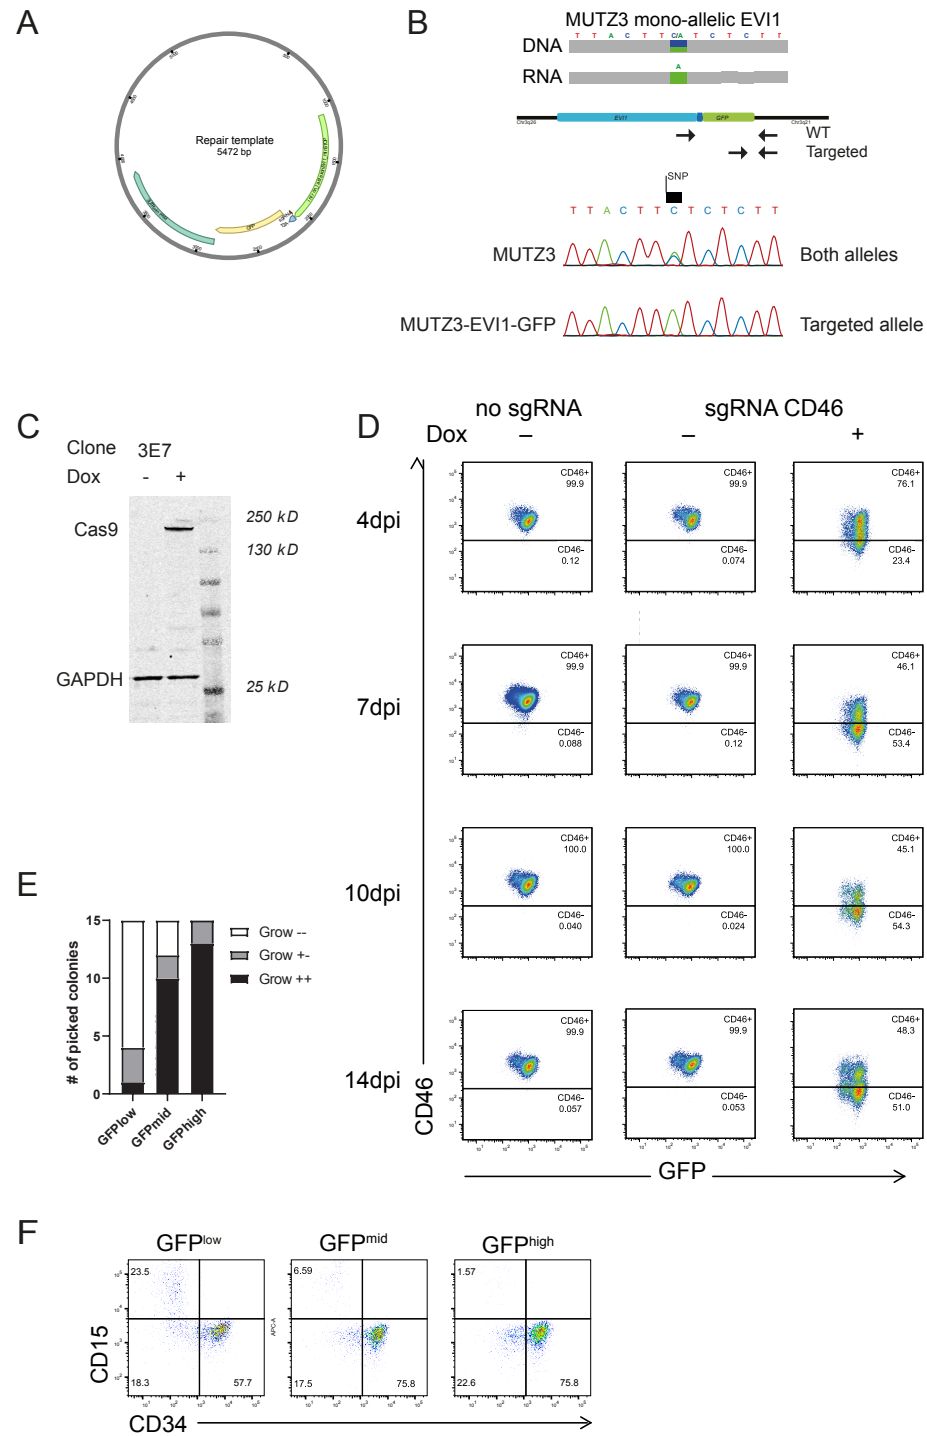 A
Repair template
5472 bp
GFP
B
MUTZ3 mono-allelic EVI1
T T A C T T C/A T C T C T T
DNA
A
RNA
EVI1
GFP
Chr3q26
Chr3q21
WT
Targeted
SNP
T T A C T T C T C T C T T
MUTZ3
Both alleles
MUTZ3-EVI1-GFP
Targeted allele
C
Clone
3E7
Dox
- +
Cas9
250 kD
130 kD
GAPDH
25 kD
D
no sgRNA
sgRNA CD46
Dox
– – +
4dpi
CD46+
99.9
CD46-
0.12
CD46+
99.9
CD46-
0.074
CD46+
76.1
CD46-
23.4
7dpi
CD46+
99.9
CD46-
0.088
CD46+
99.9
CD46-
0.12
CD46+
46.1
CD46-
53.4
10dpi
CD46+
100.0
CD46-
0.040
CD46+
100.0
CD46-
0.024
CD46+
45.1
CD46-
54.3
14dpi
CD46+
99.9
CD46-
0.057
CD46+
99.9
CD46-
0.053
CD46+
48.3
CD46-
51.0
CD46
GFP
E
# of picked colonies
15
10
5
0
GFPlow
GFPmid
GFPhigh
Grow --
Grow +-
Grow ++
F
GFPlow
23.5
18.3
57.7
GFPmid
6.59
17.5
75.8
APC-A
GFPhigh
1.57
22.6
75.8
CD15
CD34